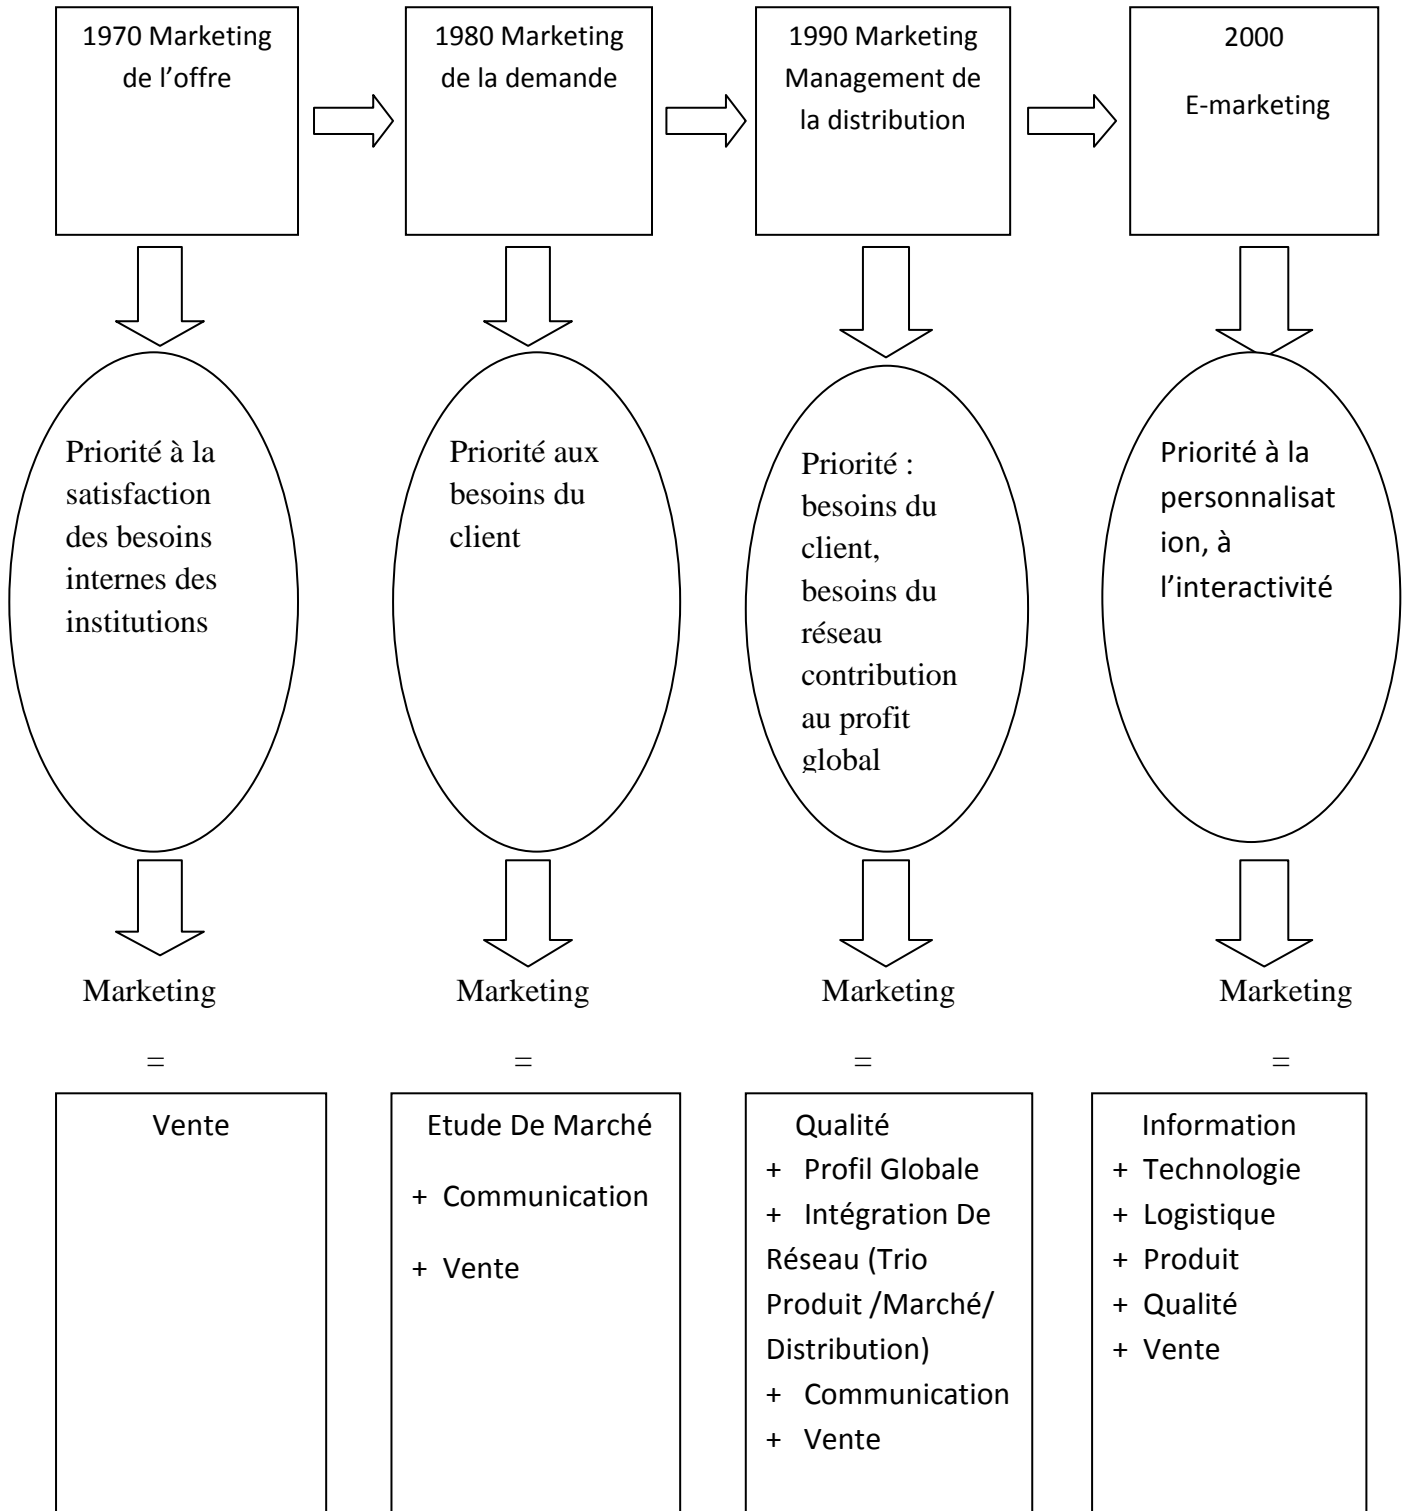 1970 Marketing
de l’offre
1980 Marketing
de la demande
1990 Marketing
Management de
la distribution
2000
E-marketing
Priorité à la
satisfaction
des besoins
internes des
institutions
Priorité aux
besoins du
client
Priorité :
besoins du
client,
besoins du
réseau
contribution
au profit
global
Priorité à la
personnalisat
ion, à
l’interactivité
Marketing
Marketing
Marketing
Marketing
=
=
=
=
Vente
Etude De Marché
+ Communication
+ Vente
Qualité
+ Profil Globale
+ Intégration De
Réseau (Trio
Produit /Marché/
Distribution)
+ Communication
+ Vente
Information
+ Technologie
+ Logistique
+ Produit
+ Qualité
+ Vente